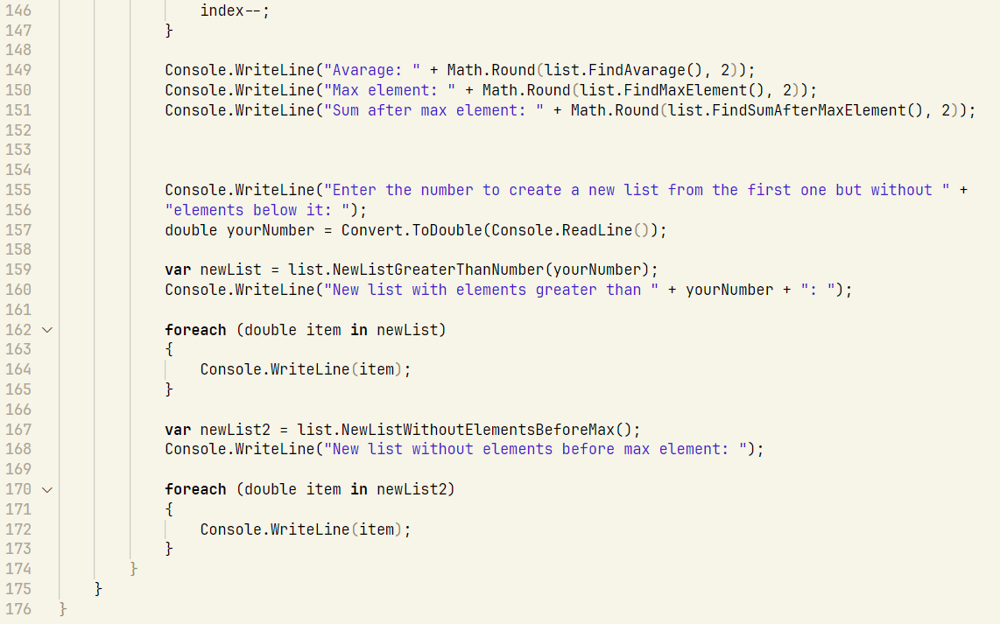 146 index--;
147 }
148
149 Console.WriteLine("Avarage: " + Math.Round(list.FindAvarage(), 2));
150 Console.WriteLine("Max element: " + Math.Round(list.FindMaxElement(), 2));
151 Console.WriteLine("Sum after max element: " + Math.Round(list.FindSumAfterMaxElement(), 2));
152
153
154
155 Console.WriteLine("Enter the number to create a new list from the first one but without " +
156 "elements below it: ");
157 double yourNumber = Convert.ToDouble(Console.ReadLine());
158
159 var newList = list.NewListGreaterThanNumber(yourNumber);
160 Console.WriteLine("New list with elements greater than " + yourNumber + ": ");
161
162 foreach (double item in newList)
163 {
164 Console.WriteLine(item);
165 }
166
167 var newList2 = list.NewListWithoutElementsBeforeMax();
168 Console.WriteLine("New list without elements before max element: ");
169
170 foreach (double item in newList2)
171 {
172 Console.WriteLine(item);
173 }
174 }
175 }
176 }